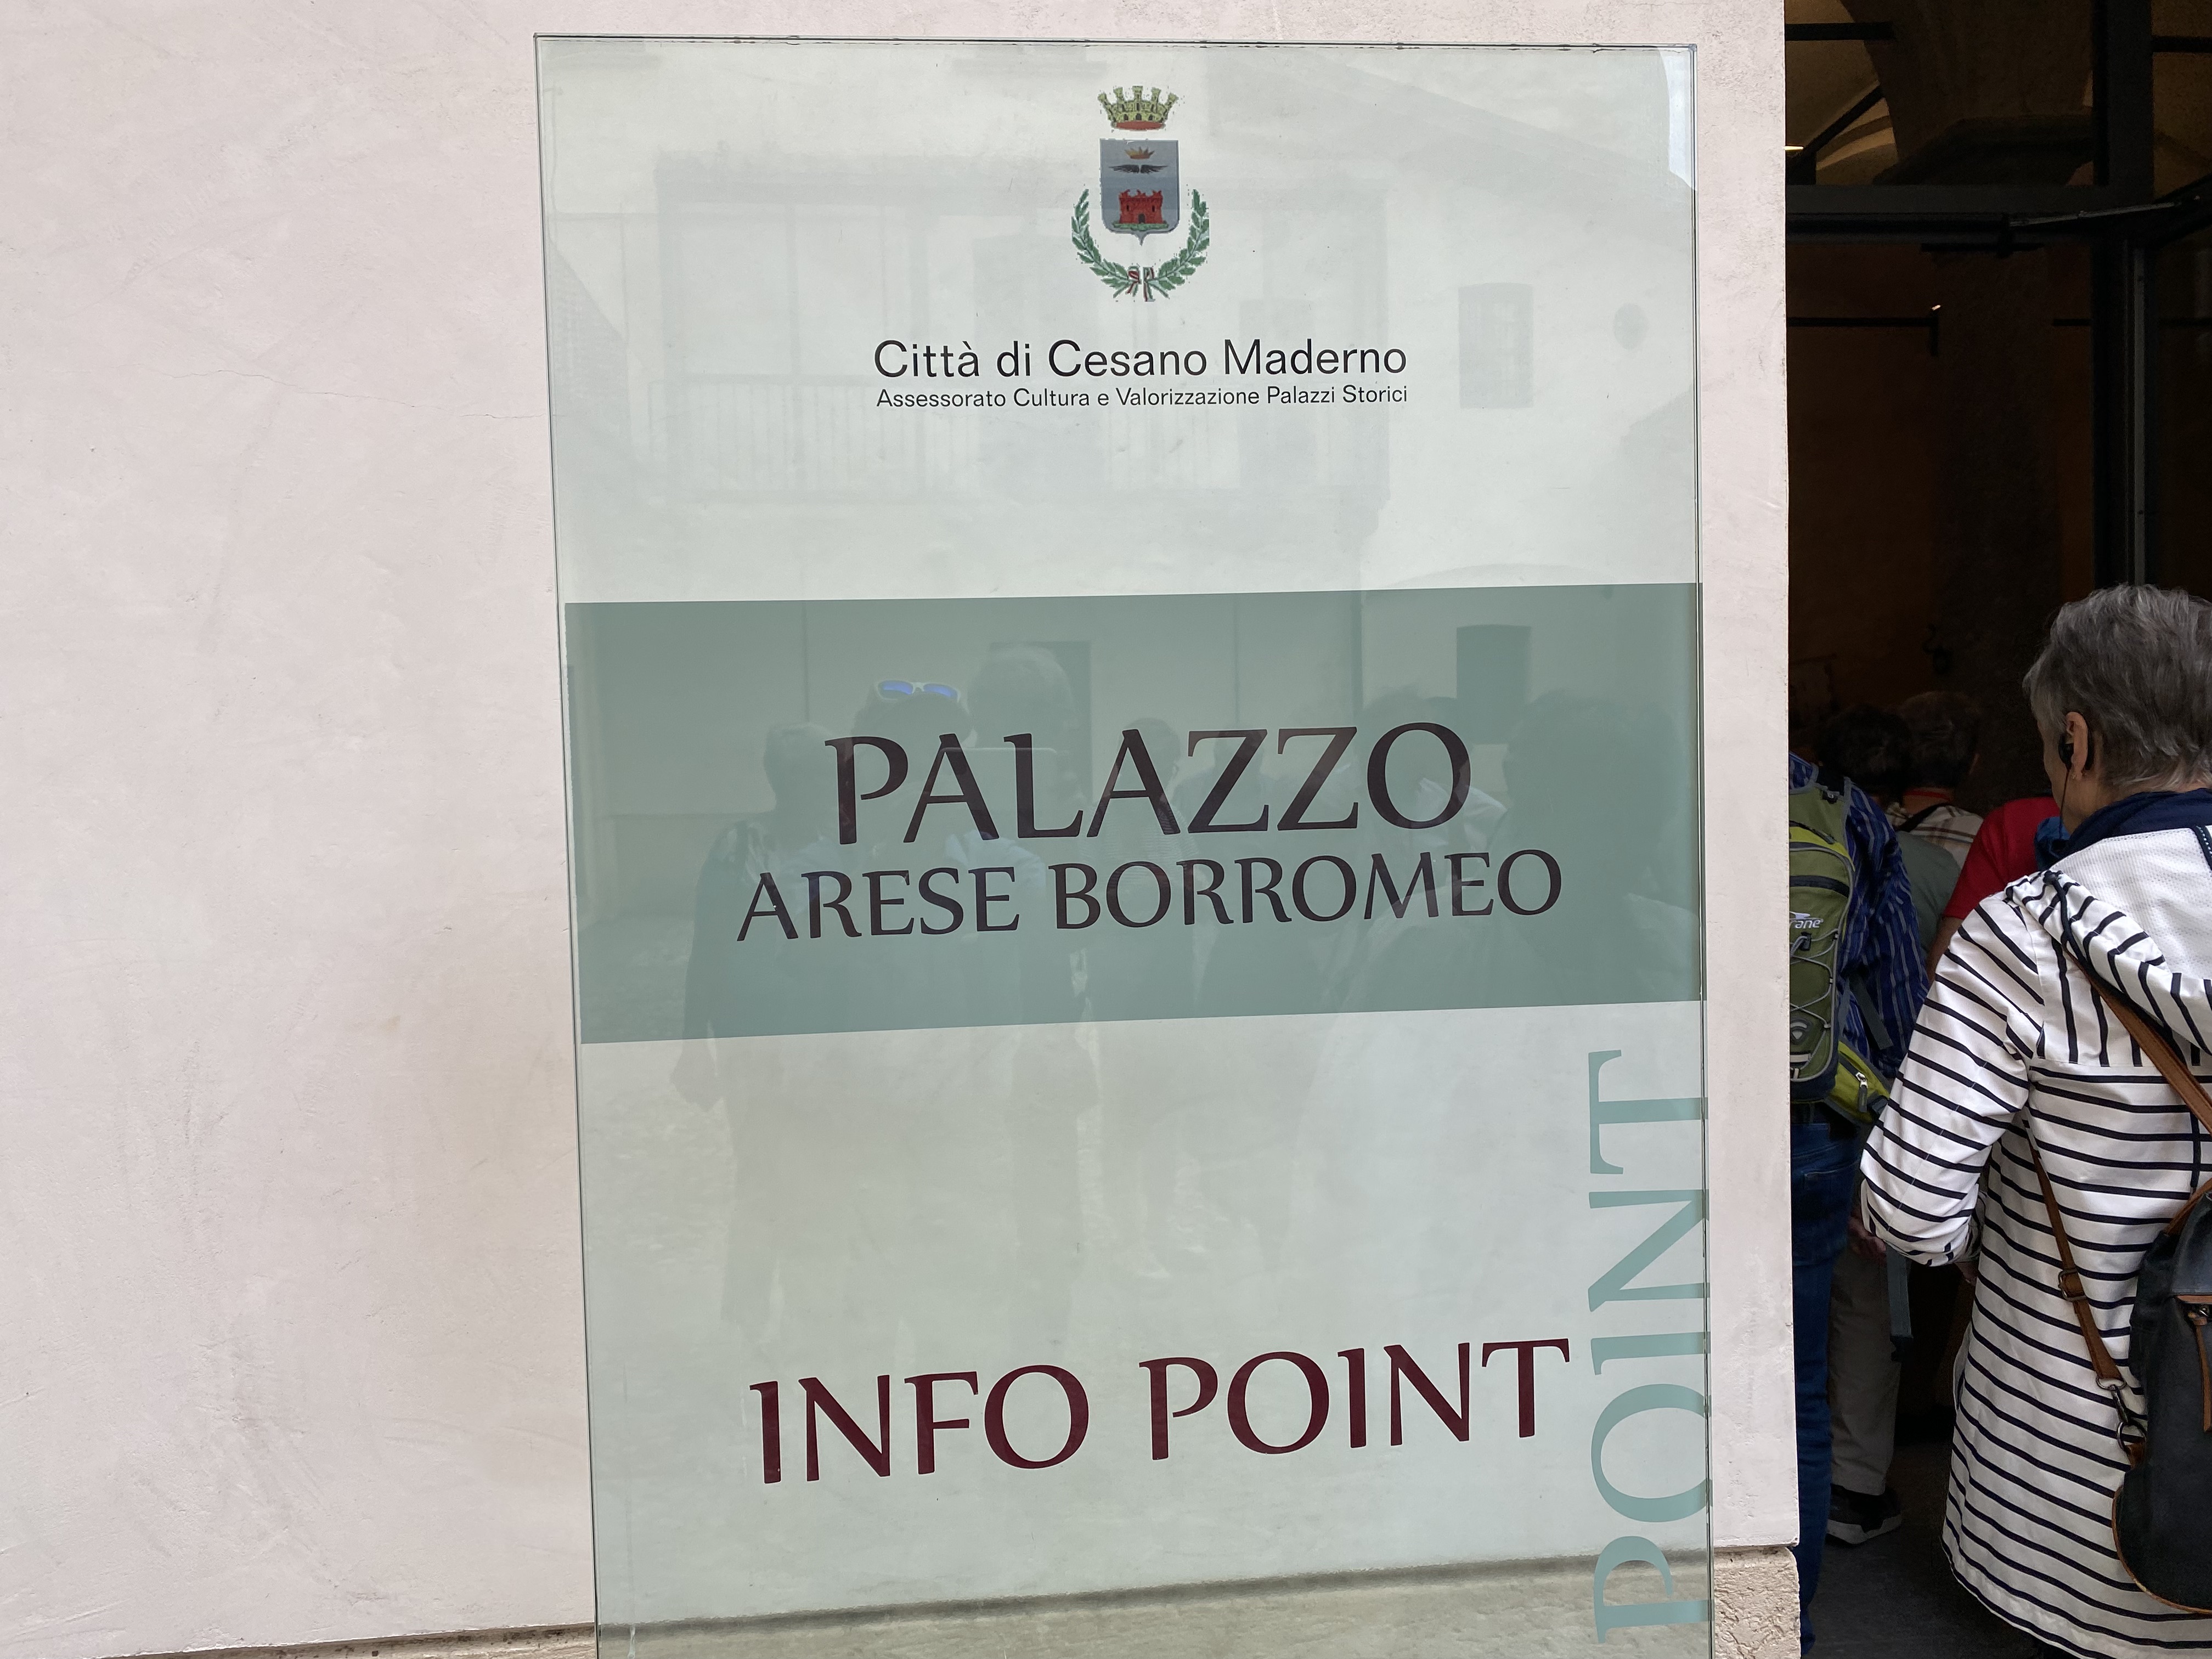 Città di Cesano Maderno
Assessorato Cultura e Valorizzazione Palazzi Storici
PALAZZO
ARESE BORROMEO
INFO POINT
POINT